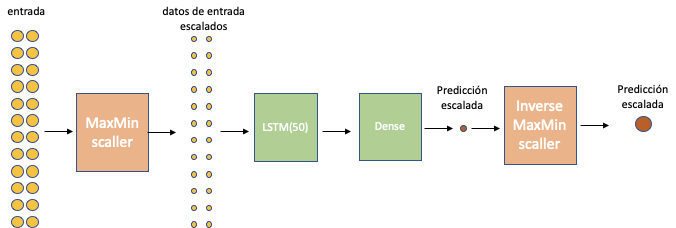 entrada
datos de entrada
escalados
MaxMin
scaller
LSTM(50)
Dense
Predicción
escalada
Inverse
MaxMin
scaller
Predicción
escalada